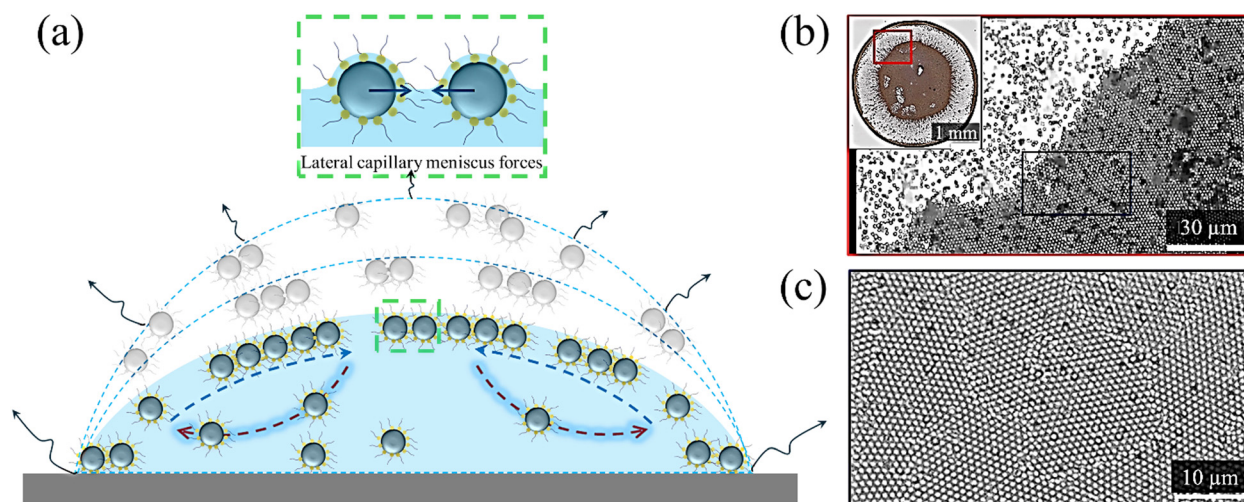 (a)
Lateral capillary meniscus forces
(b)
1 mm
30 μm
(c)
10 μm